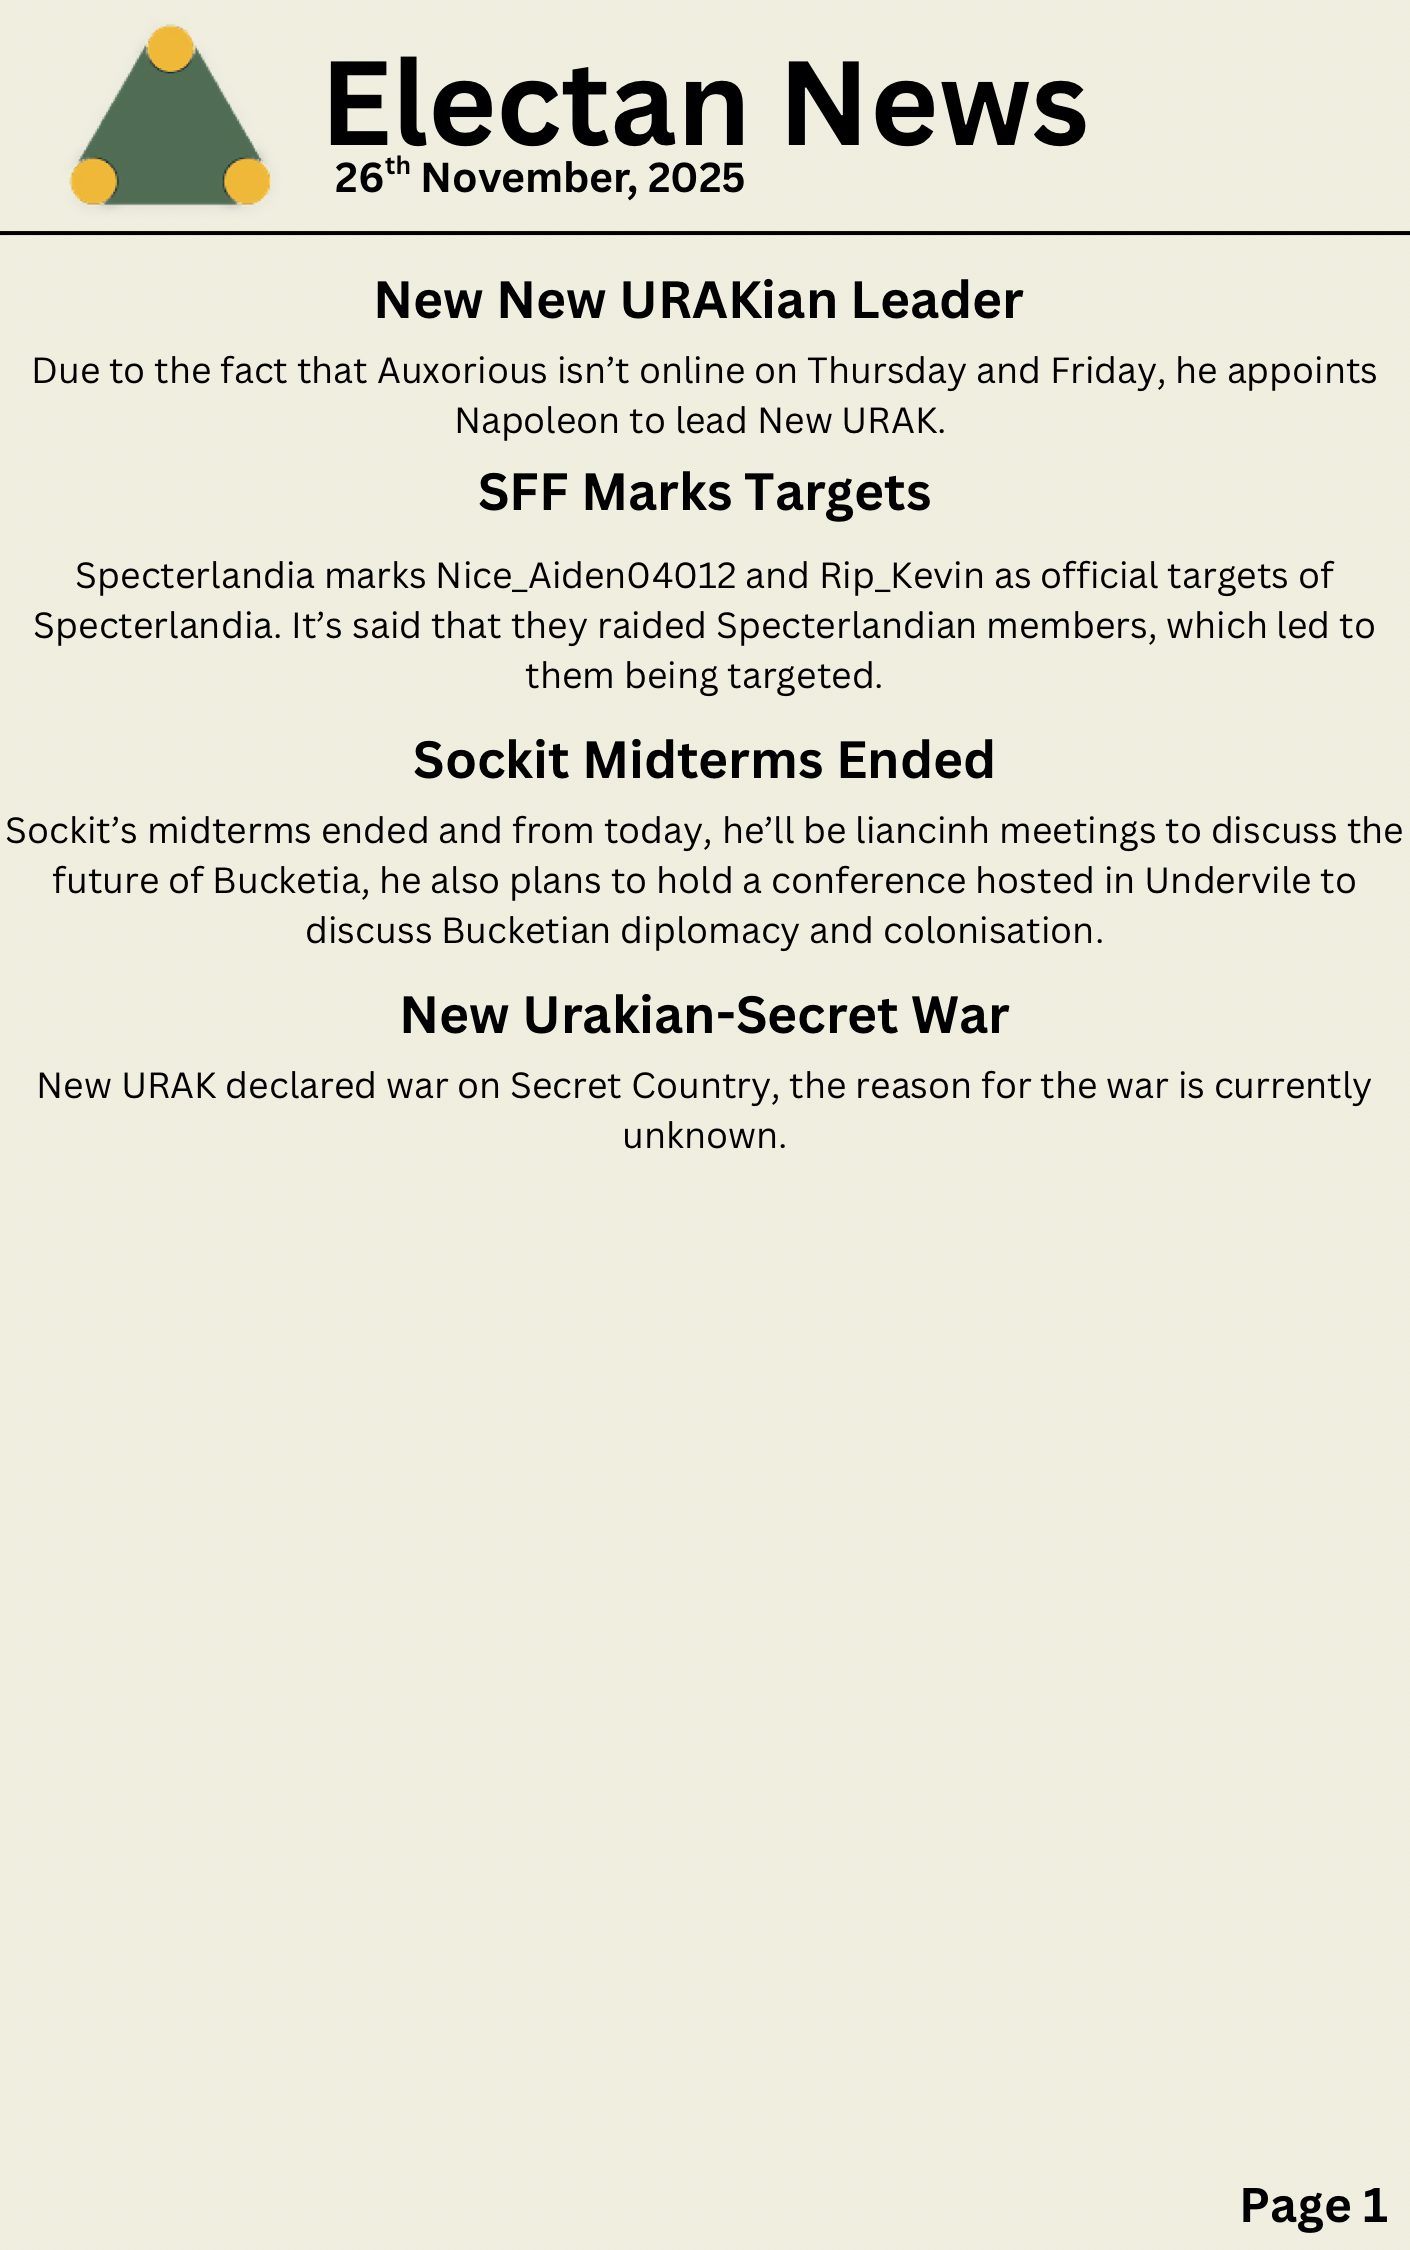 Electan News
26th November, 2025
New New URAKian Leader
Due to the fact that Auxorious isn’t online on Thursday and Friday, he appoints
Napoleon to lead New URAK.
SFF Marks Targets
Specterlandia marks Nice_Aiden04012 and Rip_Kevin as official targets of
Specterlandia. It’s said that they raided Specterlandian members, which led to
them being targeted.
Sockit Midterms Ended
Sockit’s midterms ended and from today, he’ll be liancinh meetings to discuss the
future of Bucketia, he also plans to hold a conference hosted in Undervile to
discuss Bucketian diplomacy and colonisation.
New Urakian-Secret War
New URAK declared war on Secret Country, the reason for the war is currently
unknown.
Page 1